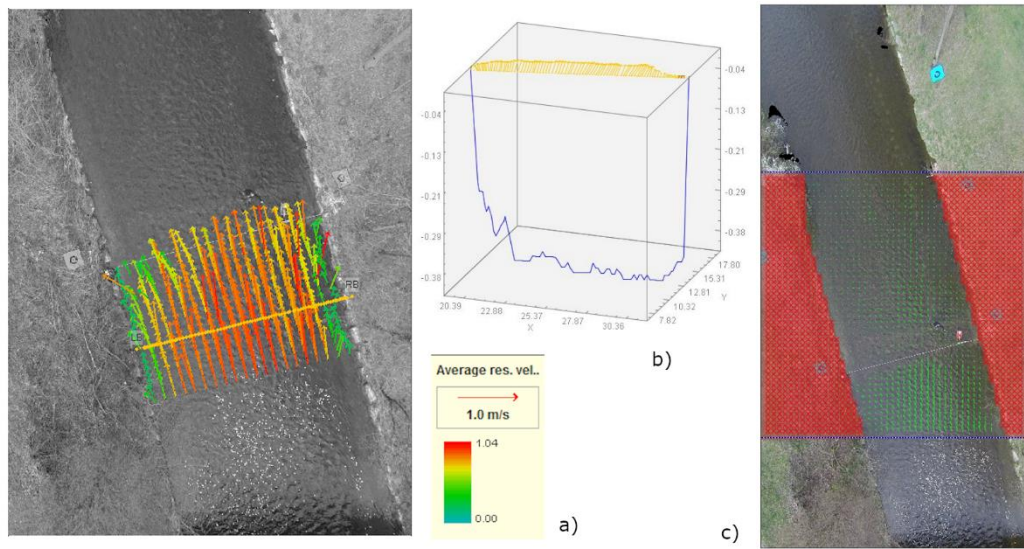 LB
RB
-0.04
-0.13
-0.21
-0.29
-0.38
20.39
22.88
25.37
27.87
30.36
X
-0.04
-0.13
-0.21
-0.29
-0.38
17.80
15.31
12.81
10.32
7.82
Y
b)
Average res. vel..
1.0 m/s
1.04
0.00
a)
c)